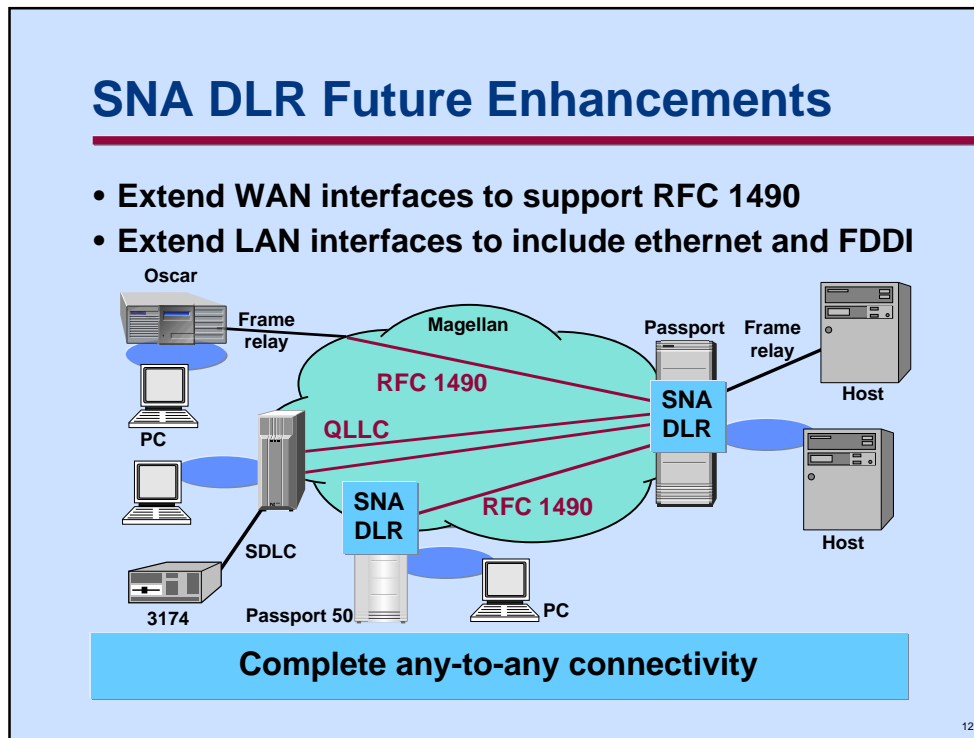 SNA DLR Future Enhancements
• Extend WAN interfaces to support RFC 1490
• Extend LAN interfaces to include ethernet and FDDI
Oscar
Frame
relay
Magellan
Passport
Frame
relay
RFC 1490
Host
SNA
DLR
PC
QLLC
SNA
DLR
RFC 1490
SDLC
Host
3174
Passport 50
PC
Complete any-to-any connectivity
12